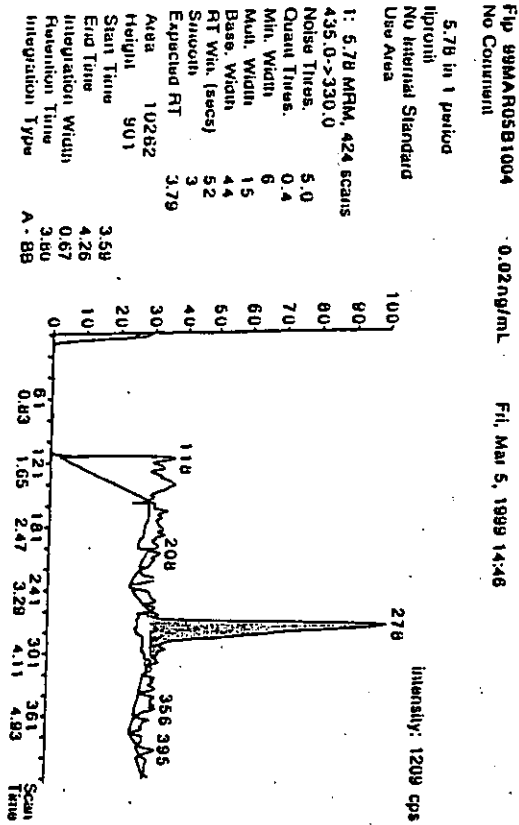 Flp 99MAR05B1004 - 0.02ng/mL Fri, Mar 5, 1999 14:46
No Comment
5.78 in 1 period
fipronil
No Internal Standard
Use Area
intensity: 1209 cps
1: 5.78 MRM, 424 scans
435.0->330.0
Noise Thres. 5.0
Quant Thres. 0.4
Min. Width 6
Mult. Width 15
Base. Width 44
RT Win. (secs) 52
Smooth 3
Expected RT 3.79
Area 10262
Height 901
Start Time 3.59
End Time 4.26
Integration Width 0.67
Retention Time 3.80
Integration Type A - BB
100
90
80
70
60
50
40
30
20
10
0
118
208
278
356 395
61 121 181 241 301 361 Scan
0.83 1.65 2.47 3.29 4.11 4.93 Time